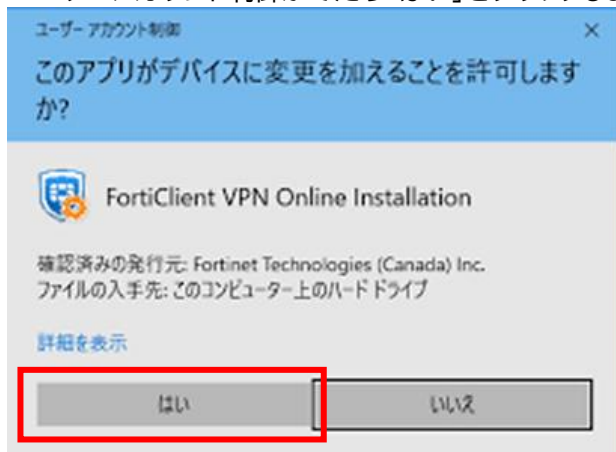 ユーザー アカウント制御
×
このアプリがデバイスに変更を加えることを許可します
か?
FortiClient VPN Online Installation
確認済みの発行元: Fortinet Technologies (Canada) Inc.
ファイルの入手先: このコンピューター上のハード ドライブ
詳細を表示
はい
いいえ